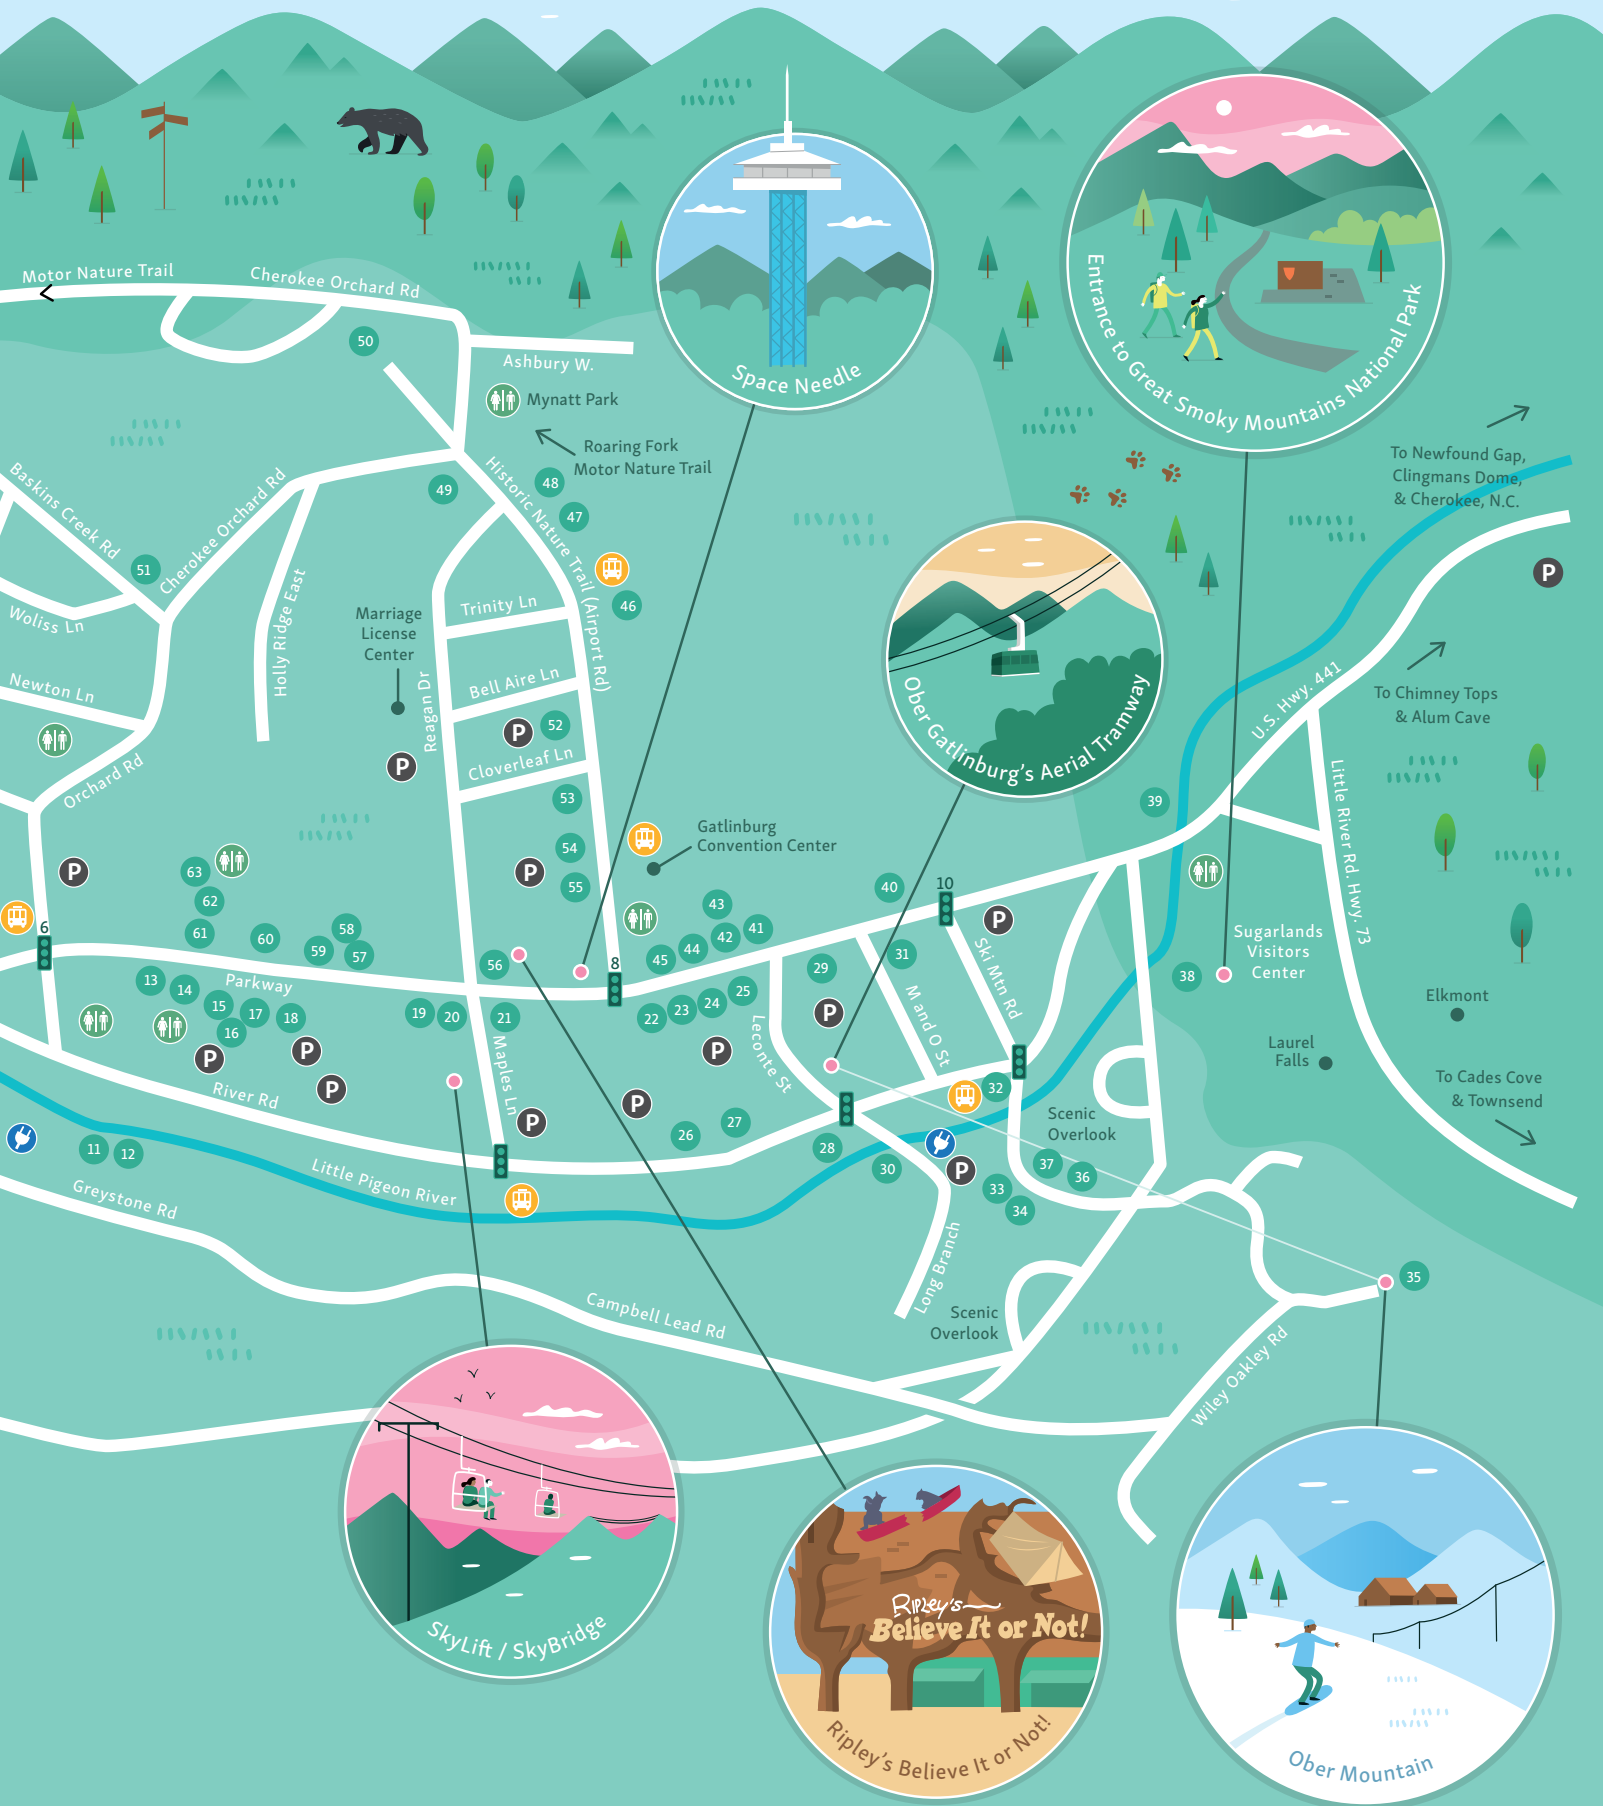 Motor Nature Trail
Cherokee Orchard Rd
50
Ashbury W.
Mynatt Park
Roaring Fork
Motor Nature Trail
Space Needle
Entrance to Great Smoky Mountains National Park
To Newfound Gap,
Clingmans Dome,
& Cherokee, N.C.
P
Baskins Creek Rd
Cherokee Orchard Rd
Historic Nature Trail (Airport Rd)
49
48
47
46
51
Woliss Ln
Holly Ridge East
Marriage
License
Center
Trinity Ln
Bell Aire Ln
Reagan Dr
Newton Ln
P
52
Cloverleaf Ln
P
53
Orchard Rd
Ober Gatlinburg's Aerial Tramway
U.S. Hwy. 441
To Chimney Tops
& Alum Cave
Little River Rd. Hwy. 73
39
Gatlinburg
Convention Center
54
P
55
P
63
62
61
60
59
58
57
6
56
8
45
44
43
42
41
40
10
P
Ski Mtn Rd
31
29
P
M and O St
Sugarlands
Visitors
Center
38
Elkmont
Laurel
Falls
To Cades Cove
& Townsend
Parkway
13
14
15
16
17
18
P
P
P
19
20
21
22
23
24
25
P
Leconte St
Maples Ln
P
P
River Rd
26
27
28
30
32
P
33
34
Scenic
Overlook
37
36
11
12
Little Pigeon River
Greystone Rd
Long Branch
35
Campbell Lead Rd
Scenic
Overlook
Wiley Oakley Rd
SkyLift / SkyBridge
Ripley's
Believe It or Not!
Ripley's Believe It or Not!
Ober Mountain